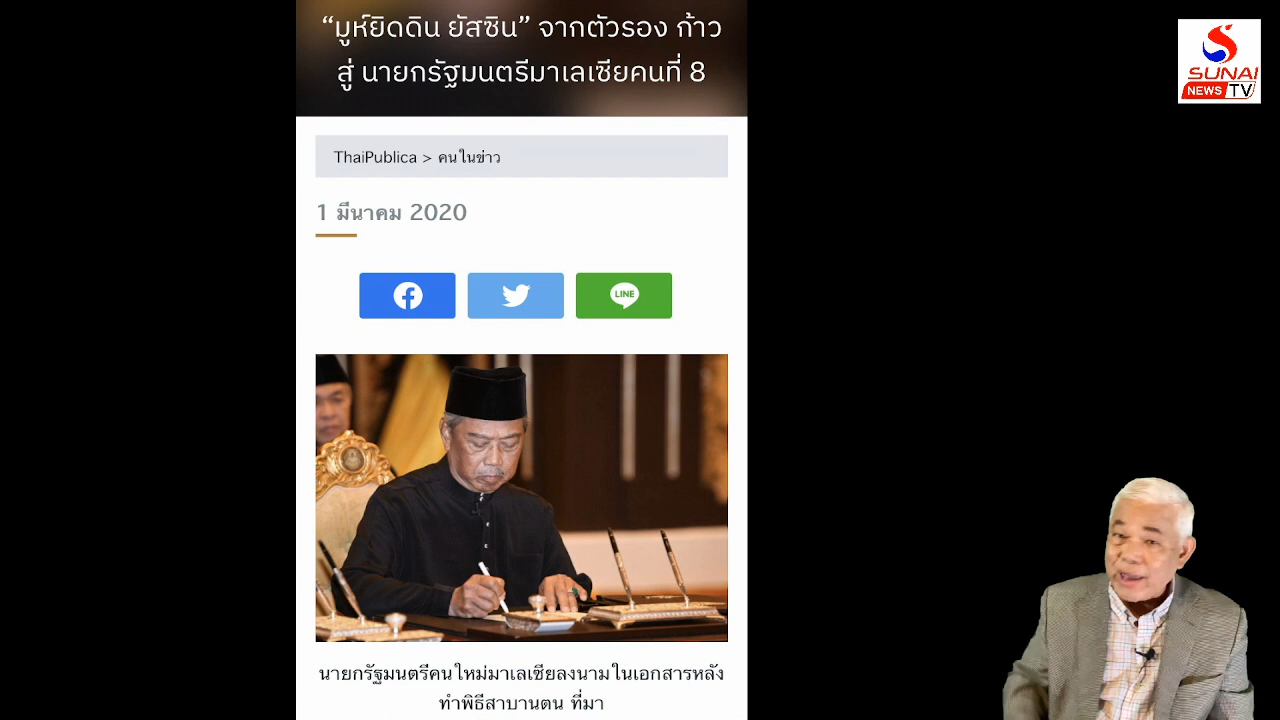 “มูห์ยิดดิน ยัสซิน” จากตัวรอง ก้าว
สู่ นายกรัฐมนตรีมาเลเซียคนที่ 8
SUNAI
NEWS TV
ThaiPublica > คนในข่าว
1 มีนาคม 2020
LINE
นายกรัฐมนตรีคนใหม่มาเลเซียลงนามในเอกสารหลัง
ทำพิธีสาบานตน ที่มา